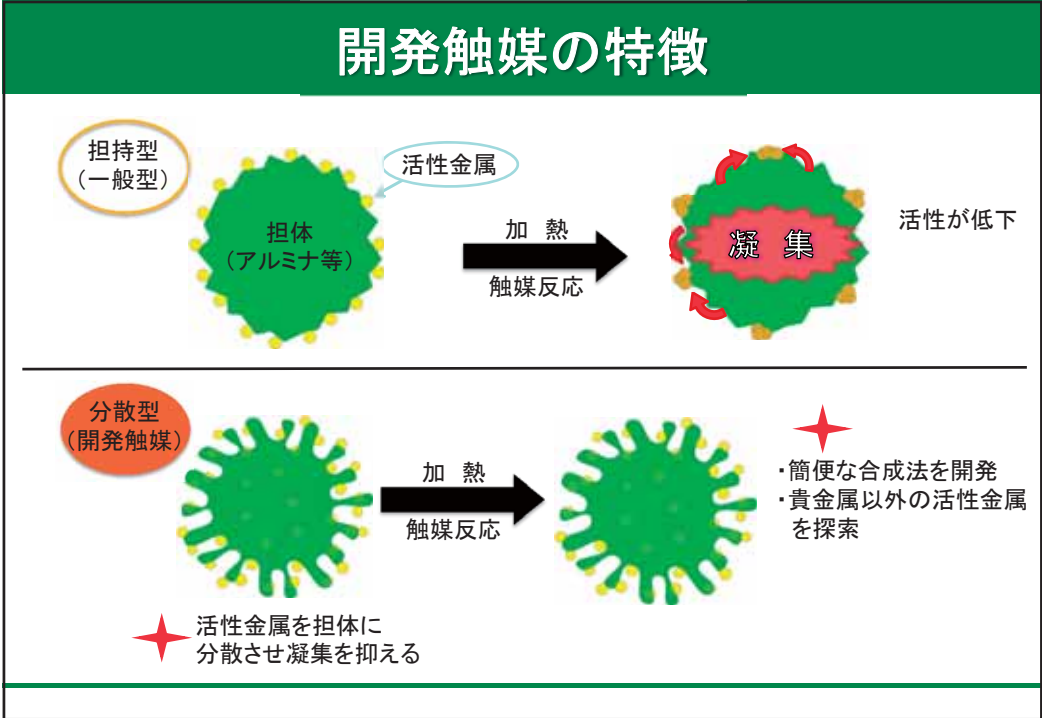 開発触媒の特徴
担持型
（一般型）
活性金属
担体
（アルミナ等）
加 熱
触媒反応
凝 集
活性が低下
分散型
（開発触媒）
加 熱
触媒反応
・簡便な合成法を開発
・貴金属以外の活性金属
を探索
活性金属を担体に
分散させ凝集を抑える